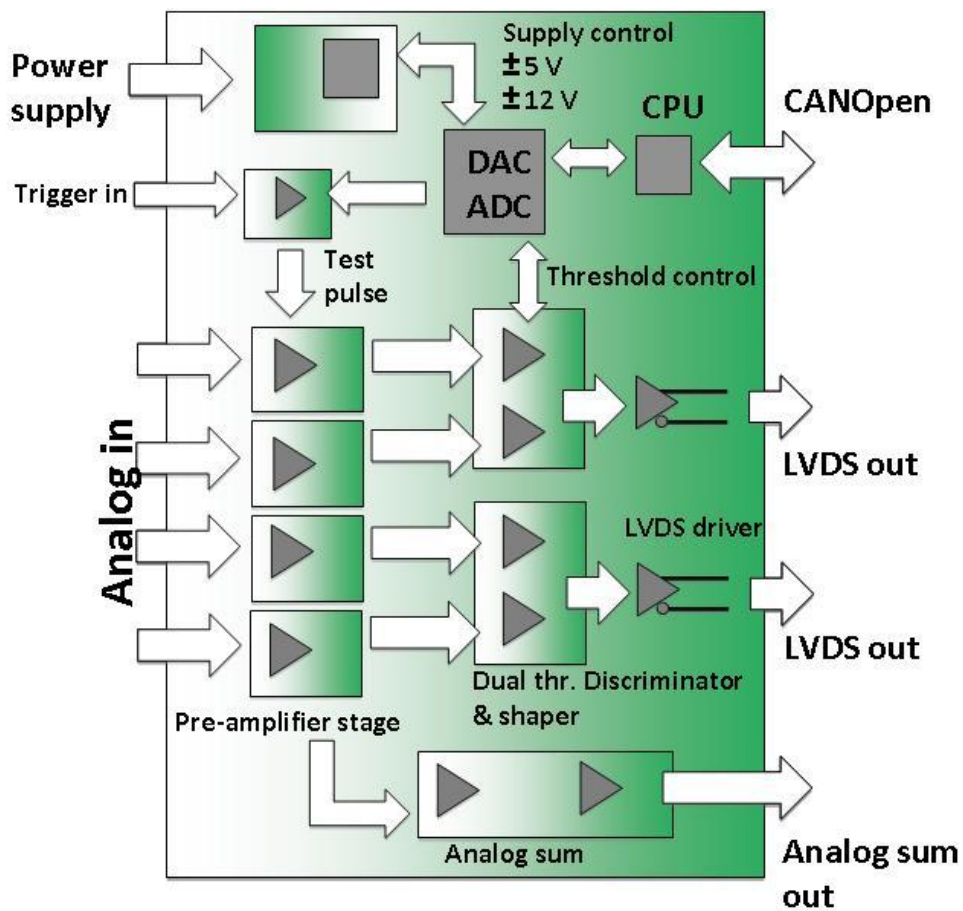 Power
supply
Supply control
±5 V
±12 V
CPU
CANOpen
DAC
ADC
Trigger in
Test
pulse
Threshold control
Analog in
LVDS out
LVDS driver
LVDS out
Dual thr. Discriminator
& shaper
Pre-amplifier stage
Analog sum
Analog sum
out